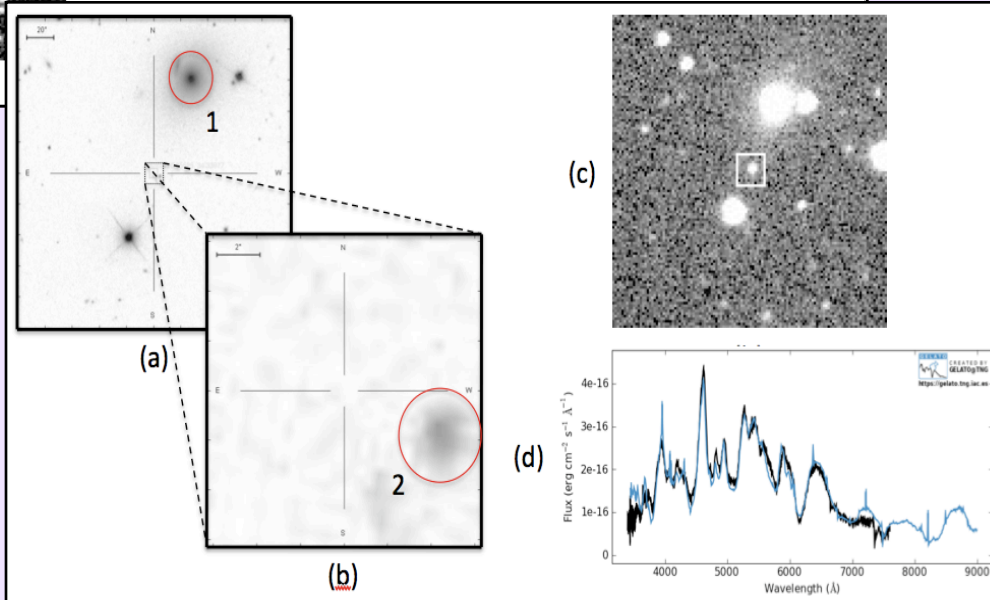 20"
N
1
E
W
S
(a)
2"
N
E
W
2
S
(b)
(c)
(d)
GELATO
CREATED BY
GELATO@TNG
https://gelato.tng.iac.es
Flux (erg cm⁻² s⁻¹ Å⁻¹)
4e-16
3e-16
2e-16
1e-16
0
4000 5000 6000 7000 8000 9000
Wavelength (Å)